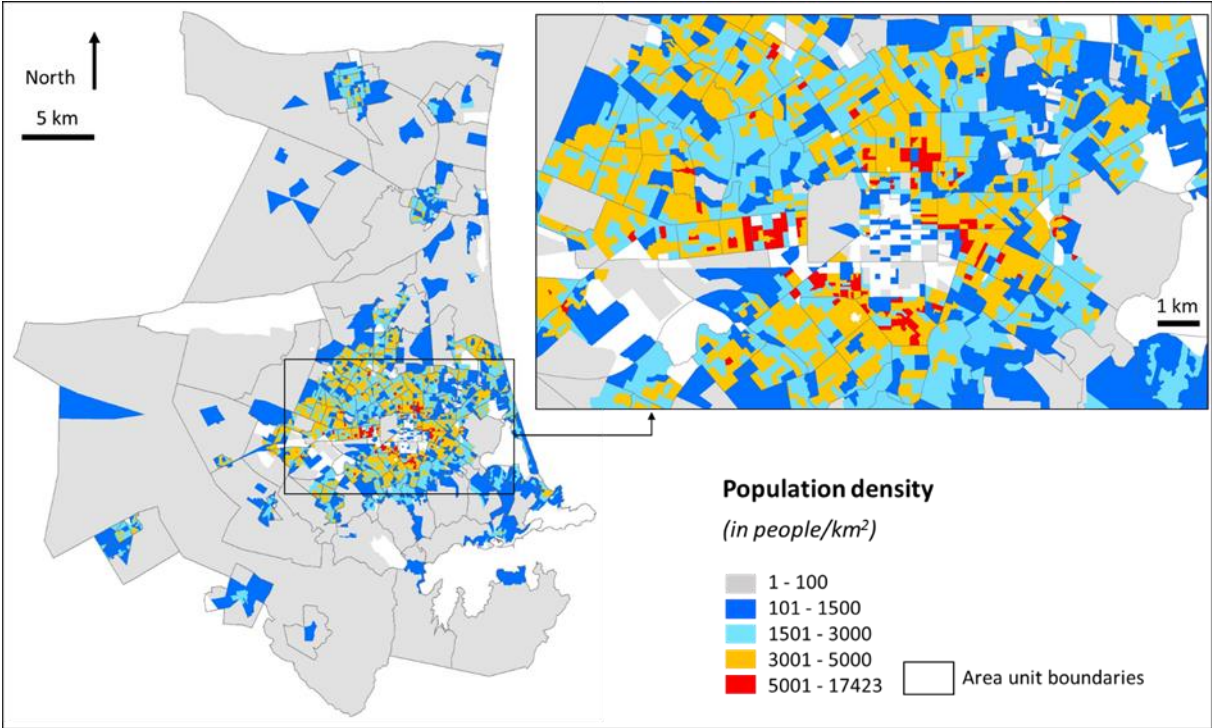 North
5 km
1 km
Population density
(in people/km²)
1 - 100
101 - 1500
1501 - 3000
3001 - 5000
5001 - 17423
Area unit boundaries